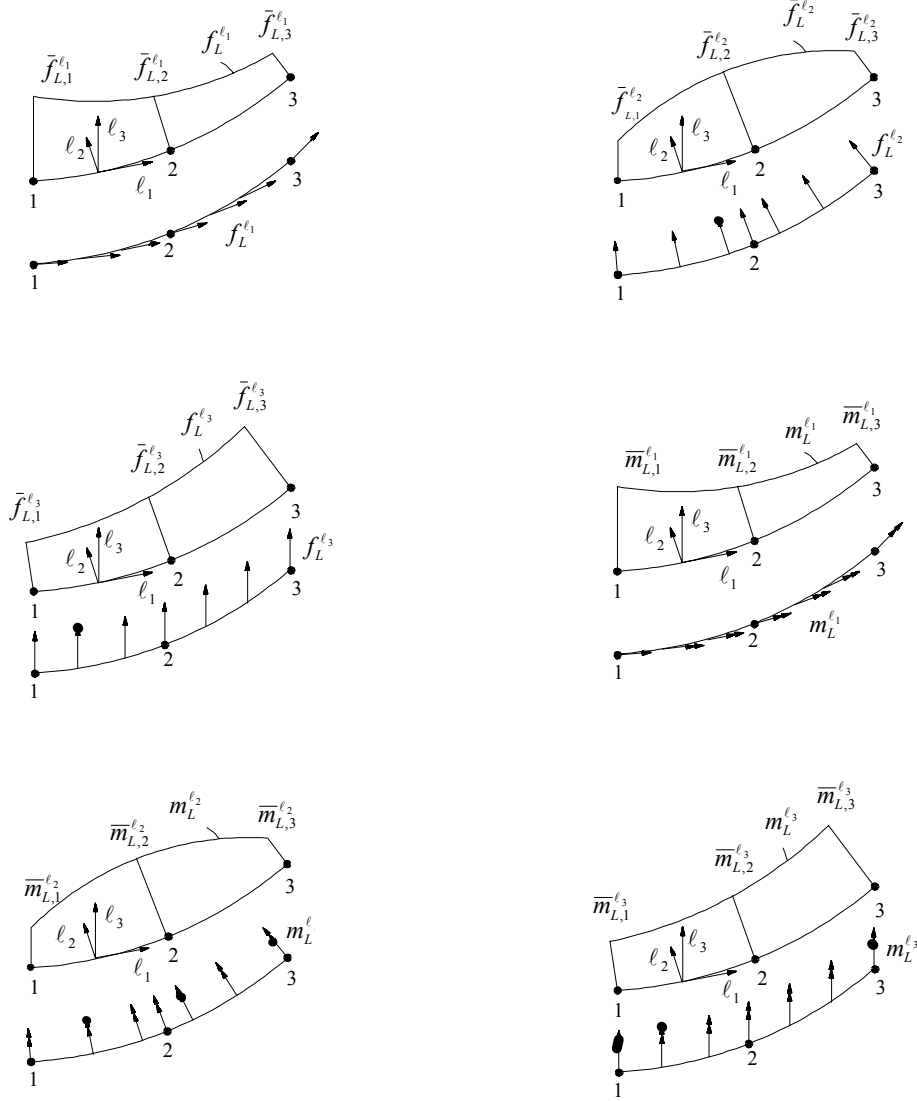 f̄_{L,1}^{ℓ₁} f̄_{L,2}^{ℓ₁} f_L^{ℓ₁} f̄_{L,3}^{ℓ₁}
ℓ₂ ℓ₃ ℓ₁
1 2 3
f_L^{ℓ₁}
1 2 3
f̄_{L,1}^{ℓ₂} f̄_{L,2}^{ℓ₂} f̄_L^{ℓ₂} f̄_{L,3}^{ℓ₂}
ℓ₂ ℓ₃ ℓ₁
1 2 3
f_L^{ℓ₂}
1 2 3
f̄_{L,1}^{ℓ₃} f̄_{L,2}^{ℓ₃} f_L^{ℓ₃} f̄_{L,3}^{ℓ₃}
ℓ₂ ℓ₃ ℓ₁
1 2 3
f_L^{ℓ₃}
1 2 3
m̄_{L,1}^{ℓ₁} m̄_{L,2}^{ℓ₁} m_L^{ℓ₁} m̄_{L,3}^{ℓ₁}
ℓ₂ ℓ₃ ℓ₁
1 2 3
m_L^{ℓ₁}
1 2 3
m̄_{L,1}^{ℓ₂} m̄_{L,2}^{ℓ₂} m_L^{ℓ₂} m̄_{L,3}^{ℓ₂}
ℓ₂ ℓ₃ ℓ₁
1 2 3
m_L^{ℓ}
1 2 3
m̄_{L,1}^{ℓ₃} m̄_{L,2}^{ℓ₃} m_L^{ℓ₃} m̄_{L,3}^{ℓ₃}
ℓ₂ ℓ₃ ℓ₁
1 2 3
m_L^{ℓ₃}
1 2 3